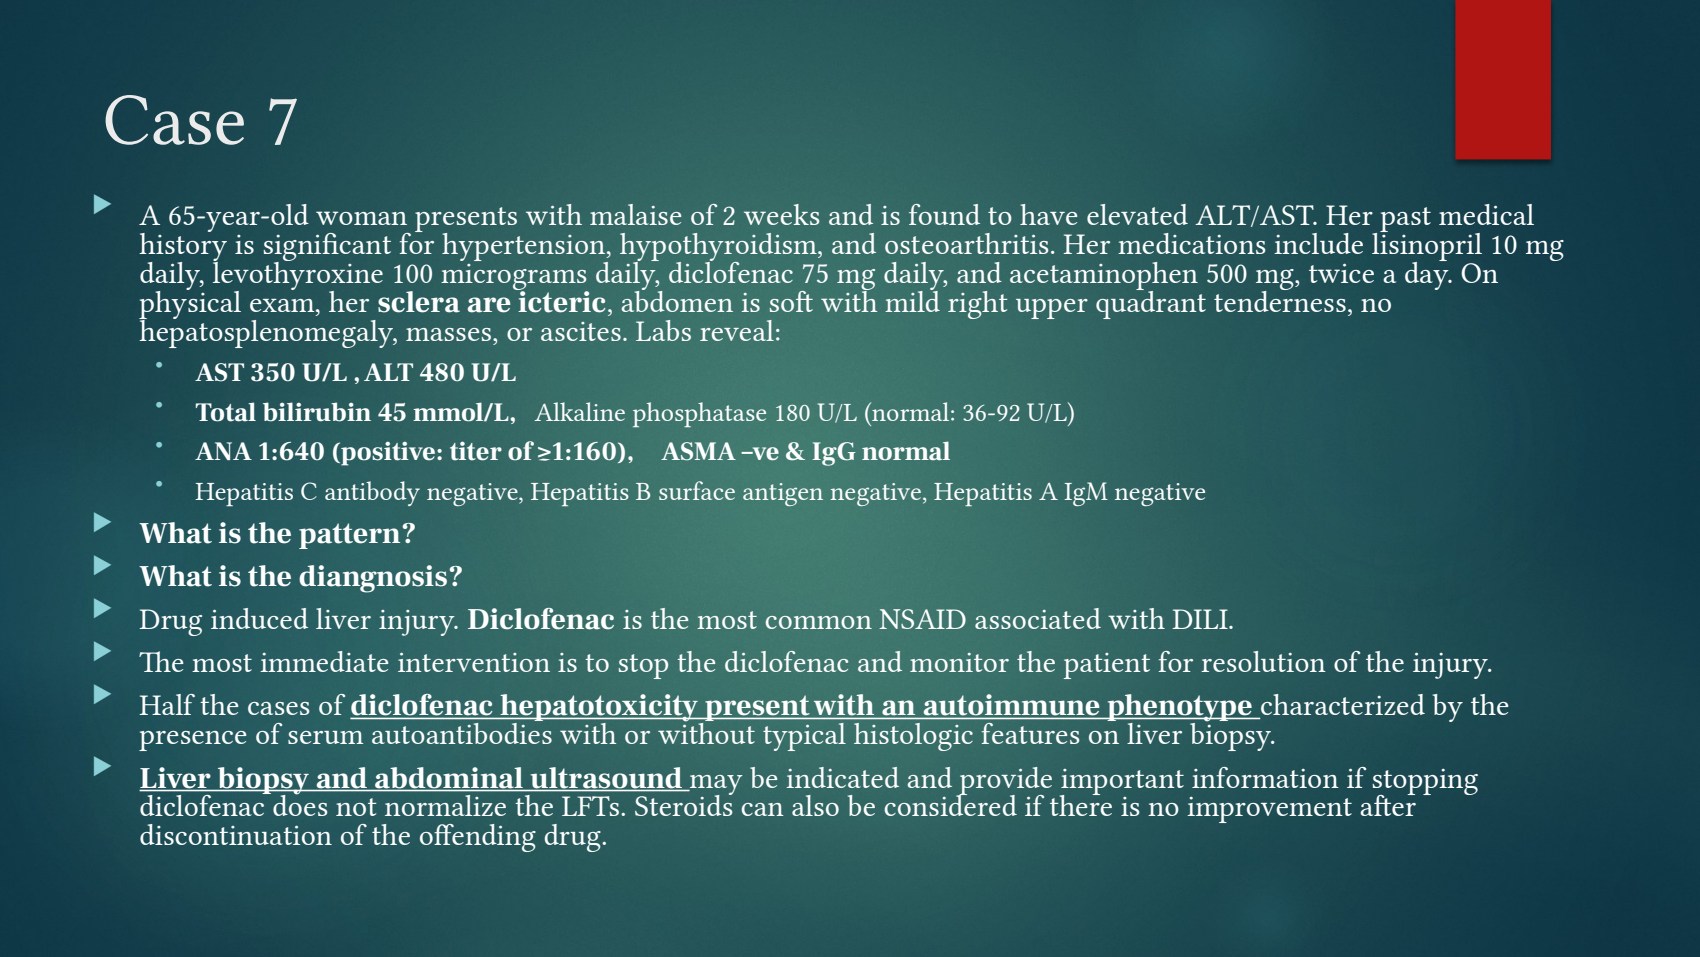 Case 7
A 65-year-old woman presents with malaise of 2 weeks and is found to have elevated ALT/AST. Her past medical
history is significant for hypertension, hypothyroidism, and osteoarthritis. Her medications include lisinopril 10 mg
daily, levothyroxine 100 micrograms daily, diclofenac 75 mg daily, and acetaminophen 500 mg, twice a day. On
physical exam, her sclera are icteric, abdomen is soft with mild right upper quadrant tenderness, no
hepatosplenomegaly, masses, or ascites. Labs reveal:
AST 350 U/L , ALT 480 U/L
Total bilirubin 45 mmol/L, Alkaline phosphatase 180 U/L (normal: 36-92 U/L)
ANA 1:640 (positive: titer of ≥1:160), ASMA –ve & IgG normal
Hepatitis C antibody negative, Hepatitis B surface antigen negative, Hepatitis A IgM negative
What is the pattern?
What is the diangnosis?
Drug induced liver injury. Diclofenac is the most common NSAID associated with DILI.
The most immediate intervention is to stop the diclofenac and monitor the patient for resolution of the injury.
Half the cases of diclofenac hepatotoxicity present with an autoimmune phenotype characterized by the
presence of serum autoantibodies with or without typical histologic features on liver biopsy.
Liver biopsy and abdominal ultrasound may be indicated and provide important information if stopping
diclofenac does not normalize the LFTs. Steroids can also be considered if there is no improvement after
discontinuation of the offending drug.